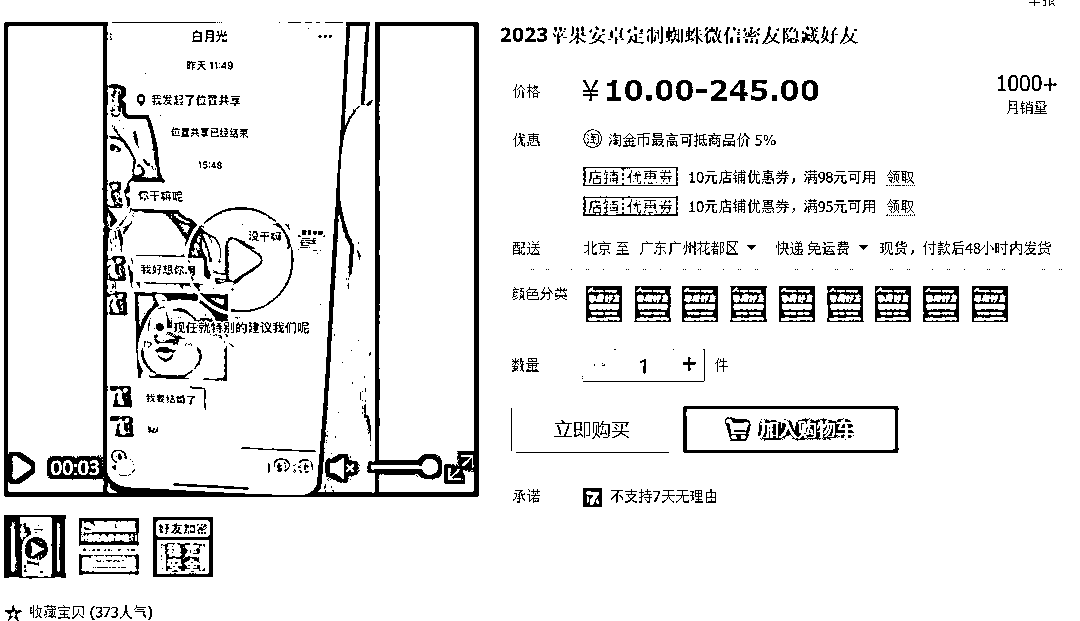 白月光
昨天 11:49
我发起了位置共享
位置共享已经结束
15:48
你干嘛呢
没干嘛
我好想你啊
现任就特别的建议我们呢
我要结婚了
00:03
好友加密
收藏宝贝 (373人气)
2023苹果安卓定制蜘蛛微信密友隐藏好友
价格
¥10.00-245.00
1000+
月销量
优惠
淘金币最高可抵商品价 5%
店铺优惠券 10元店铺优惠券，满98元可用 领取
店铺优惠券 10元店铺优惠券，满95元可用 领取
配送
北京 至 广东广州花都区 快递 免运费 现货，付款后48小时内发货
颜色分类
数量
- 1 + 件
立即购买
加入购物车
承诺
7 不支持7天无理由